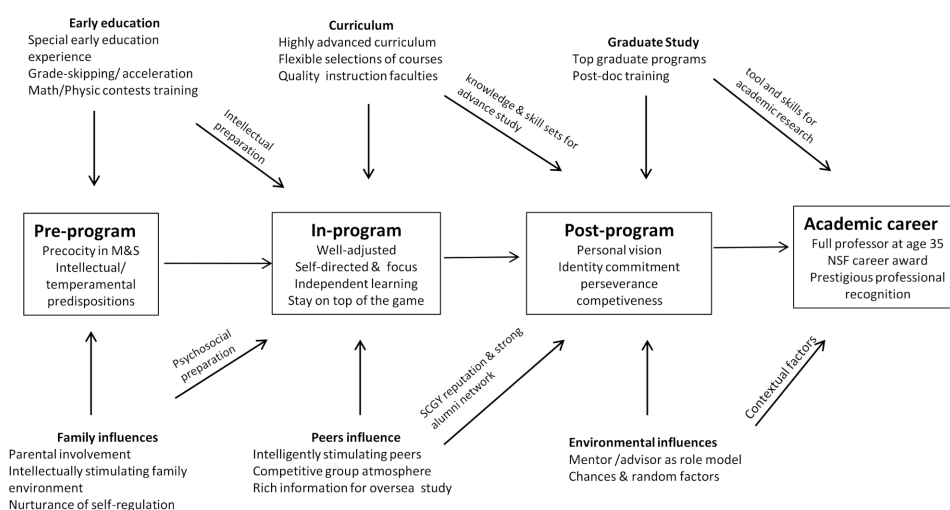 Early education
Special early education
experience
Grade-skipping/ acceleration
Math/Physic contests training
Curriculum
Highly advanced curriculum
Flexible selections of courses
Quality instruction faculties
Graduate Study
Top graduate programs
Post-doc training
Intellectual
preparation
knowledge & skill sets for
advance study
tool and skills for
academic research
Pre-program
Precocity in M&S
Intellectual/
temperamental
predispositions
In-program
Well-adjusted
Self-directed & focus
Independent learning
Stay on top of the game
Post-program
Personal vision
Identity commitment
perseverance
competiveness
Academic career
Full professor at age 35
NSF career award
Prestigious professional
recognition
Psychosocial
preparation
SCGY reputation & strong
alumni network
Contextual factors
Family influences
Parental involvement
Intellectually stimulating family
environment
Nurturance of self-regulation
Peers influence
Intelligently stimulating peers
Competitive group atmosphere
Rich information for oversea study
Environmental influences
Mentor /advisor as role model
Chances & random factors